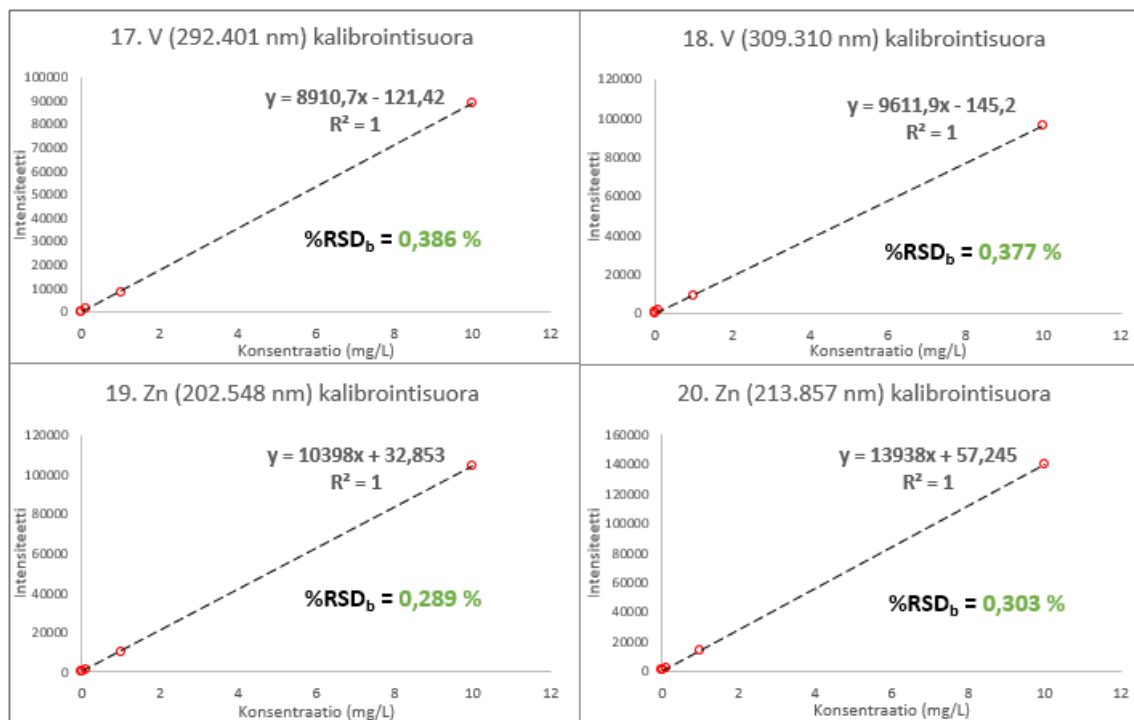 17. V (292.401 nm) kalibrointisuora
y = 8910,7x - 121,42
R² = 1
%RSDb = 0,386 %
Intensiteetti
100000
90000
80000
70000
60000
50000
40000
30000
20000
10000
0
0 2 4 6 8 10 12
Konsentraatio (mg/L)
18. V (309.310 nm) kalibrointisuora
y = 9611,9x - 145,2
R² = 1
%RSDb = 0,377 %
Intensiteetti
120000
100000
80000
60000
40000
20000
0
0 2 4 6 8 10 12
Konsentraatio (mg/L)
19. Zn (202.548 nm) kalibrointisuora
y = 10398x + 32,853
R² = 1
%RSDb = 0,289 %
Intensiteetti
120000
100000
80000
60000
40000
20000
0
0 2 4 6 8 10 12
Konsentraatio (mg/L)
20. Zn (213.857 nm) kalibrointisuora
y = 13938x + 57,245
R² = 1
%RSDb = 0,303 %
Intensiteetti
160000
140000
120000
100000
80000
60000
40000
20000
0
0 2 4 6 8 10 12
Konsentraatio (mg/L)